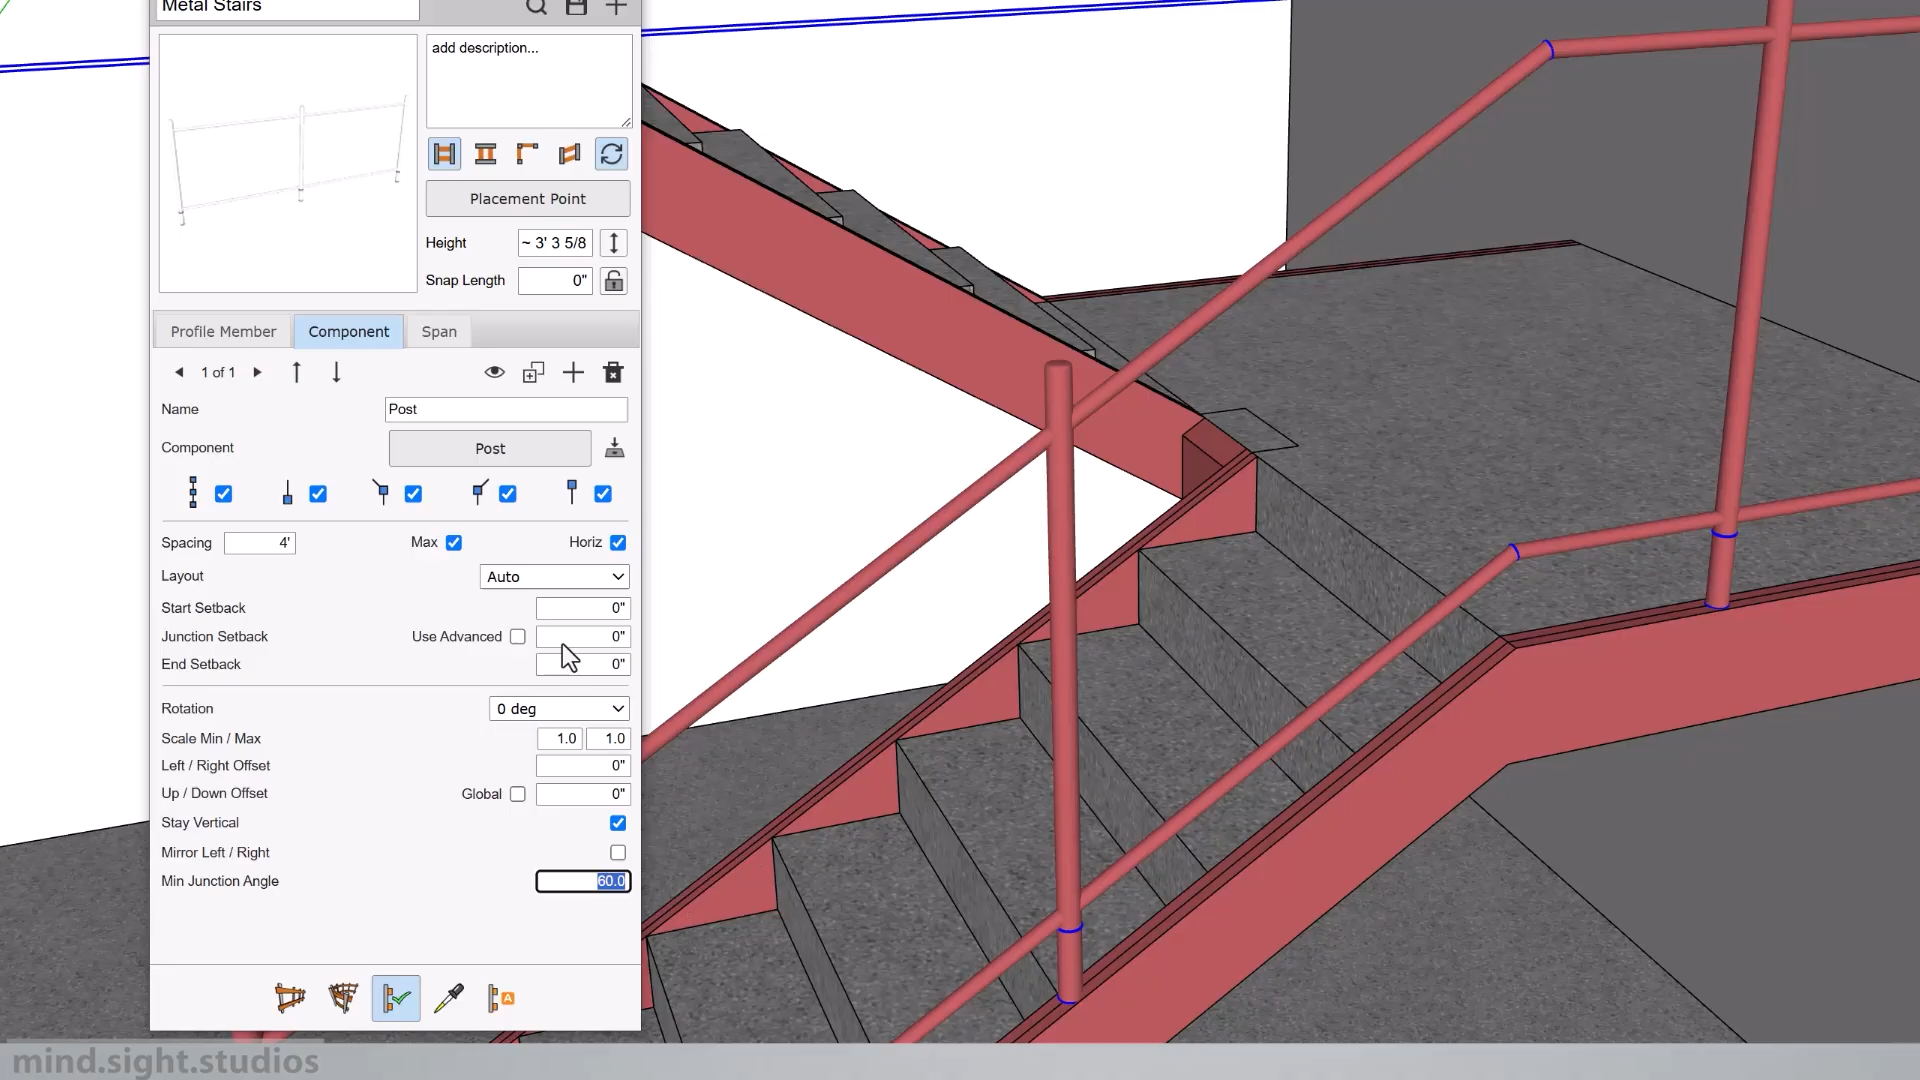 Metal Stairs
add description...
Placement Point
Height ~ 3' 3 5/8
Snap Length 0"
Profile Member Component Span
1 of 1
Name Post
Component Post
Spacing 4' Max Horiz
Layout Auto
Start Setback 0"
Junction Setback Use Advanced 0"
End Setback 0"
Rotation 0 deg
Scale Min / Max 1.0 1.0
Left / Right Offset 0"
Up / Down Offset Global 0"
Stay Vertical
Mirror Left / Right
Min Junction Angle 60.0
A
mind.sight.studios